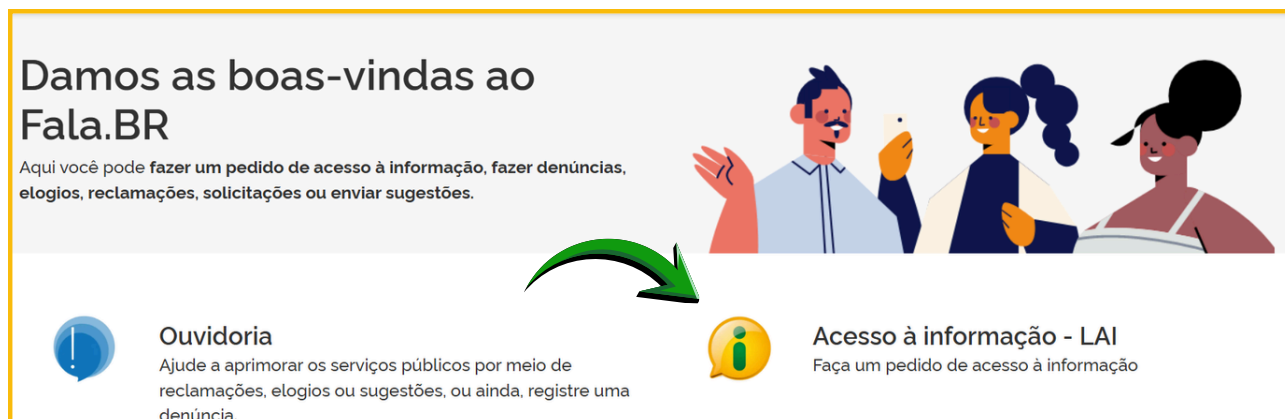 Damos as boas-vindas ao
Fala.BR
Aqui você pode fazer um pedido de acesso à informação, fazer denúncias,
elogios, reclamações, solicitações ou enviar sugestões.
Ouvidoria
Ajude a aprimorar os serviços públicos por meio de
reclamações, elogios ou sugestões, ou ainda, registre uma
denúncia.
Acesso à informação - LAI
Faça um pedido de acesso à informação